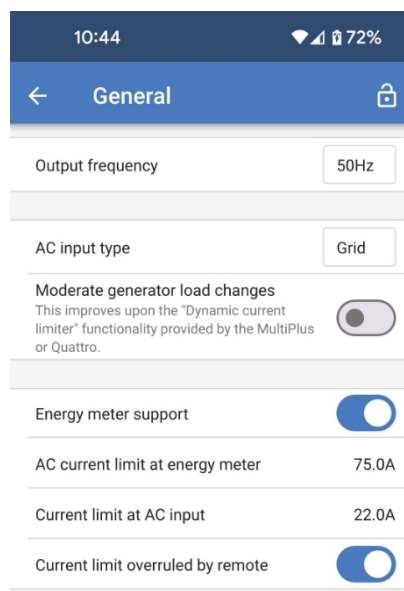 10:44 72%
General
Output frequency 50Hz
AC input type Grid
Moderate generator load changes
This improves upon the "Dynamic current
limiter" functionality provided by the MultiPlus
or Quattro.
Energy meter support
AC current limit at energy meter 75.0A
Current limit at AC input 22.0A
Current limit overruled by remote